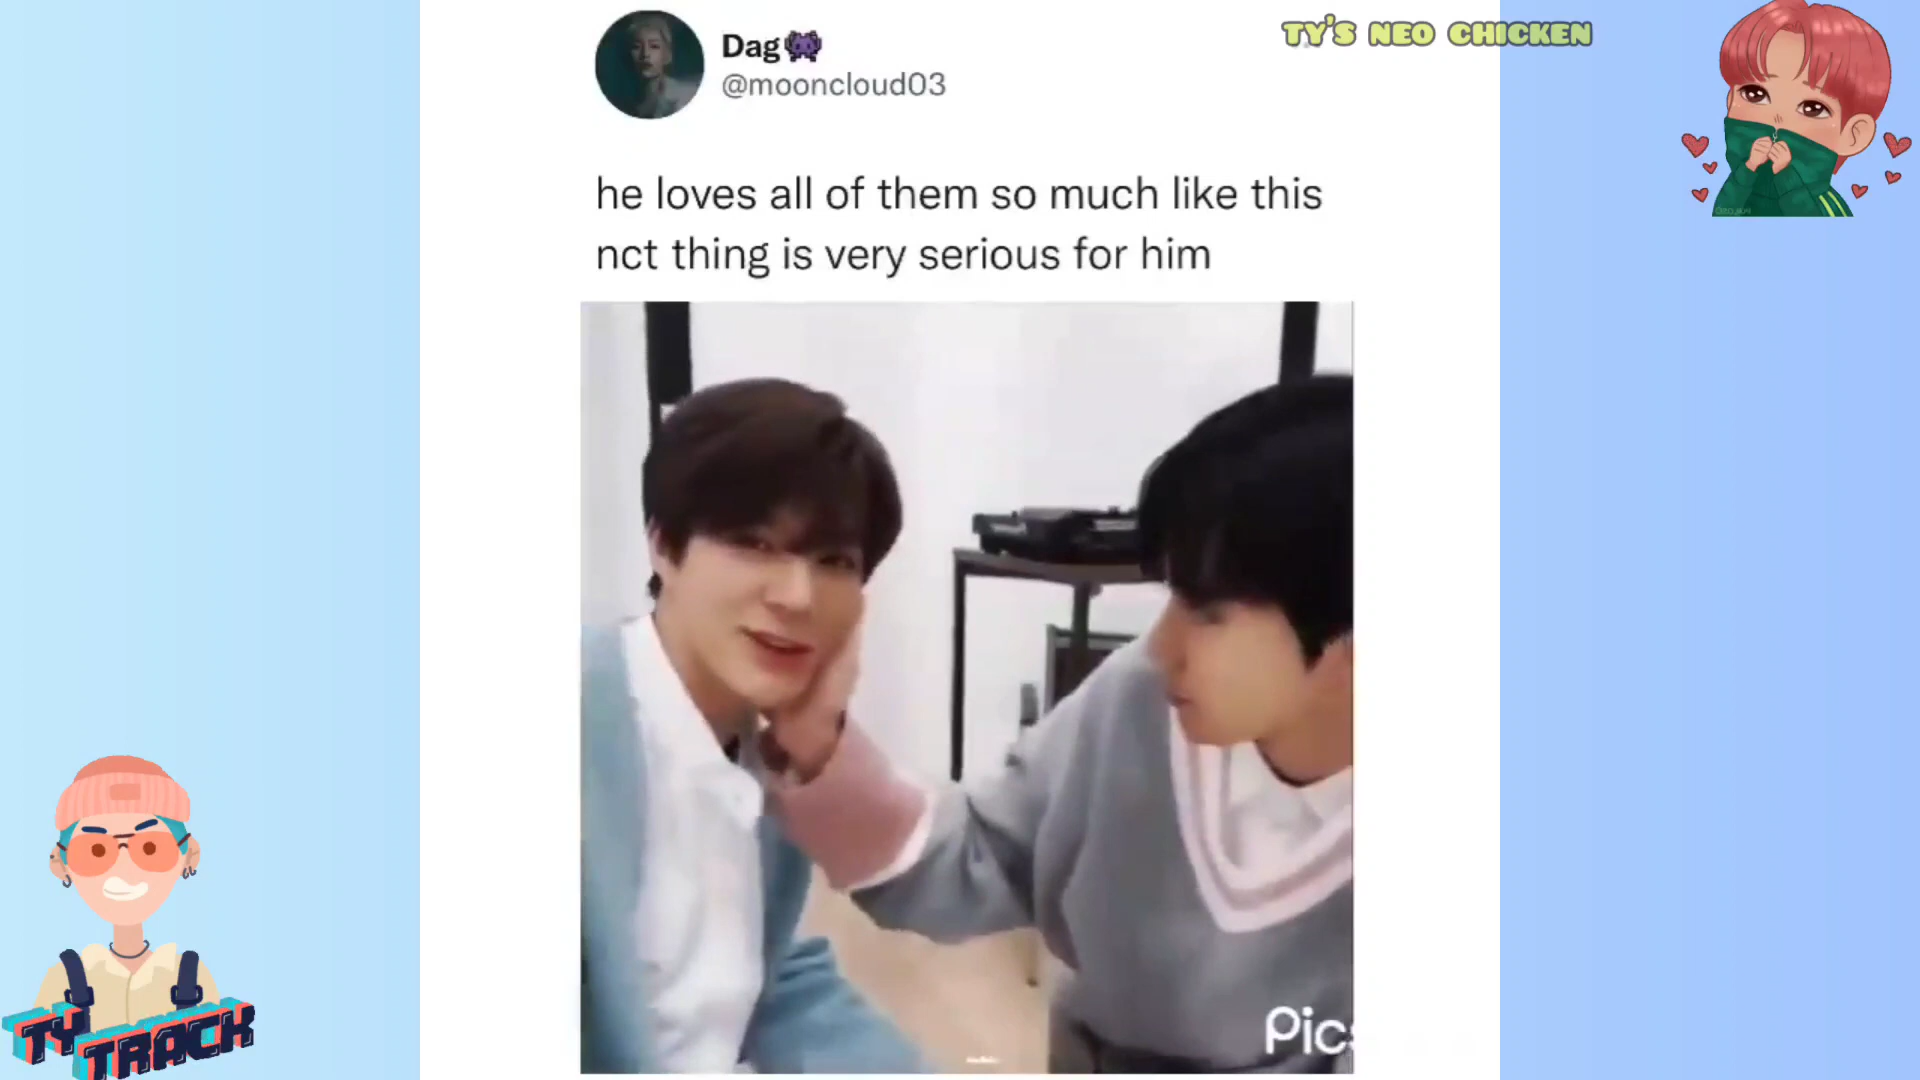 Dag👾
@mooncloud03
TY'S NEO CHICKEN
he loves all of them so much like this
nct thing is very serious for him
Pics
TY
TRACK